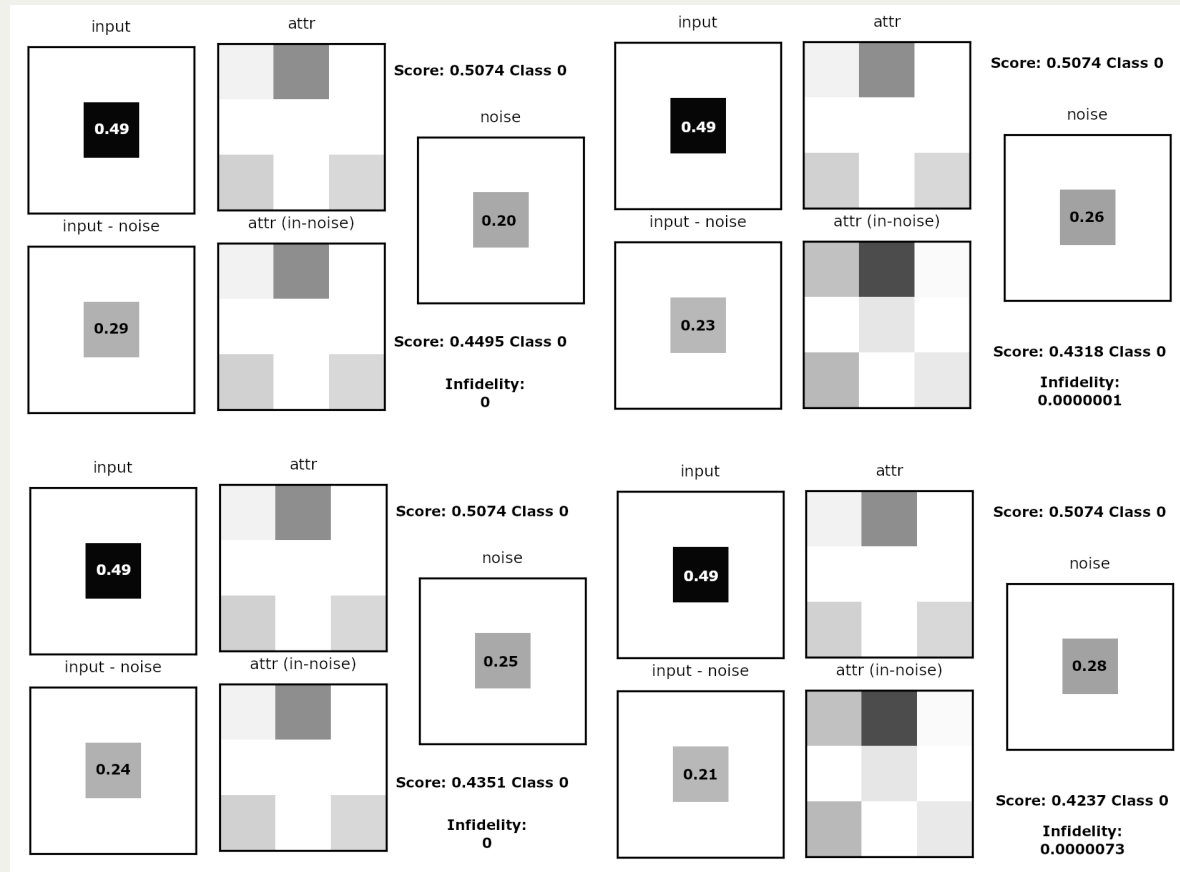 input
attr
0.49
Score: 0.5074 Class 0
noise
0.20
input - noise
attr (in-noise)
0.29
Score: 0.4495 Class 0
Infidelity:
0
input
attr
0.49
Score: 0.5074 Class 0
noise
0.26
input - noise
attr (in-noise)
0.23
Score: 0.4318 Class 0
Infidelity:
0.0000001
input
attr
0.49
Score: 0.5074 Class 0
noise
0.25
input - noise
attr (in-noise)
0.24
Score: 0.4351 Class 0
Infidelity:
0
input
attr
0.49
Score: 0.5074 Class 0
noise
0.28
input - noise
attr (in-noise)
0.21
Score: 0.4237 Class 0
Infidelity:
0.0000073